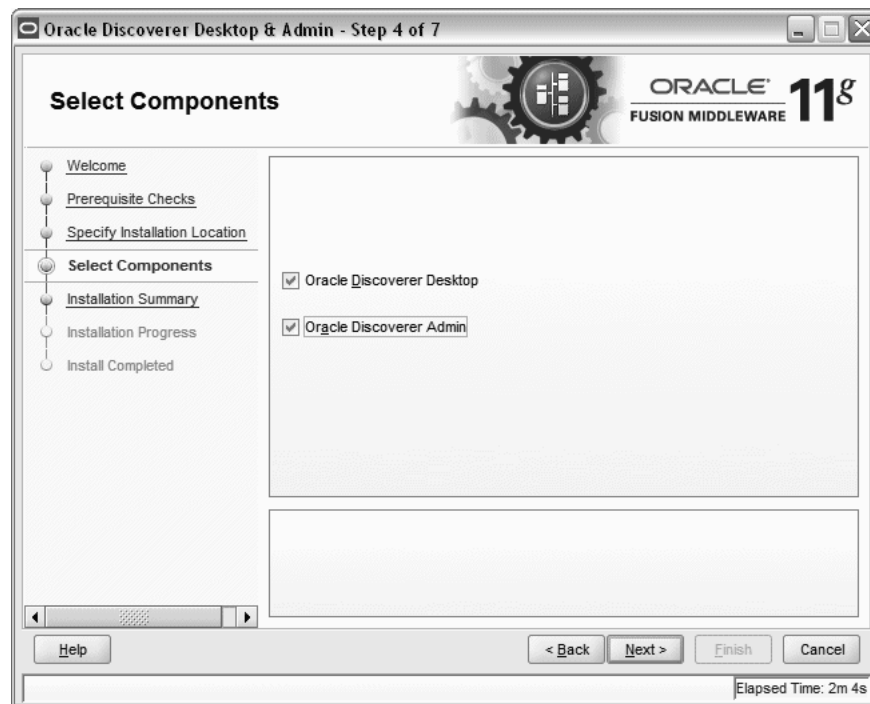 Oracle Discoverer Desktop & Admin - Step 4 of 7
Select Components
ORACLE
FUSION MIDDLEWARE
11g
Welcome
Prerequisite Checks
Specify Installation Location
Select Components
Installation Summary
Installation Progress
Install Completed
Oracle Discoverer Desktop
Oracle Discoverer Admin
Help
< Back
Next >
Finish
Cancel
Elapsed Time: 2m 4s